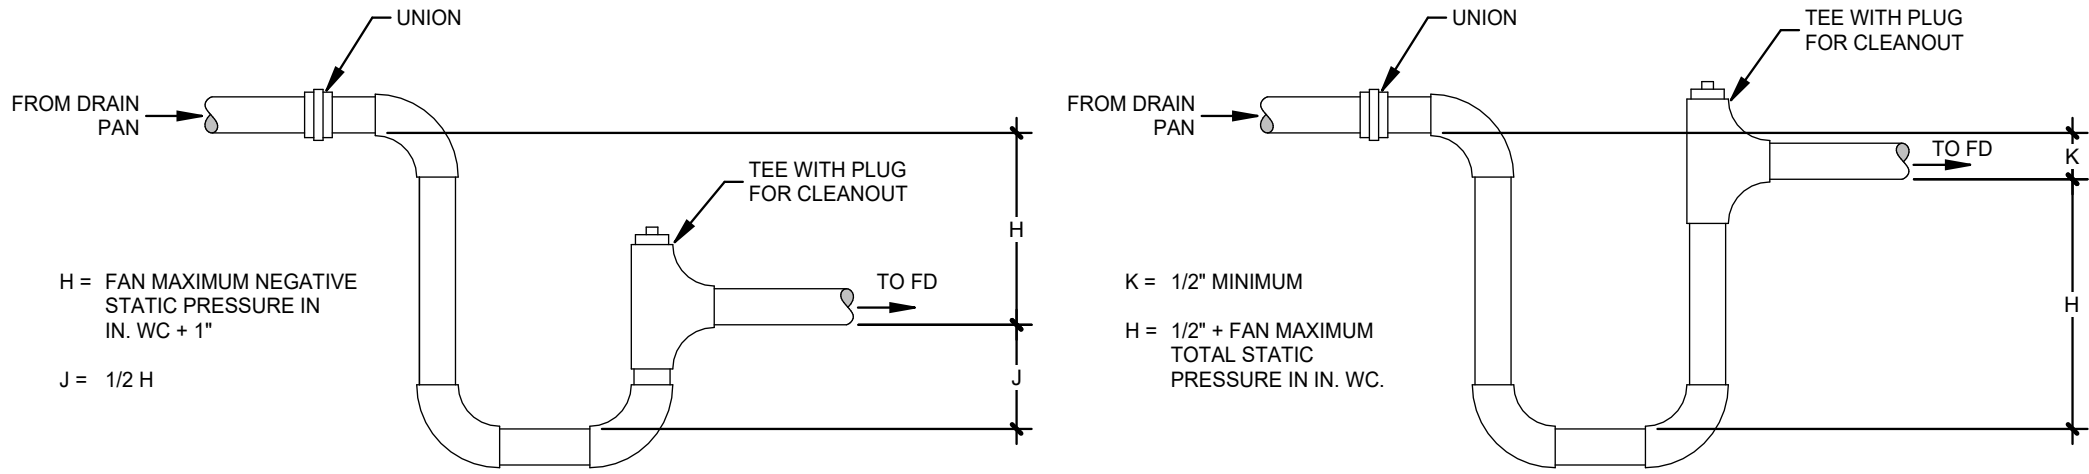 UNION
FROM DRAIN
PAN
TEE WITH PLUG
FOR CLEANOUT
H
TO FD
H = FAN MAXIMUM NEGATIVE
STATIC PRESSURE IN
IN. WC + 1"
J = 1/2 H
J
UNION
TEE WITH PLUG
FOR CLEANOUT
FROM DRAIN
PAN
TO FD
K
K = 1/2" MINIMUM
H
H = 1/2" + FAN MAXIMUM
TOTAL STATIC
PRESSURE IN IN. WC.